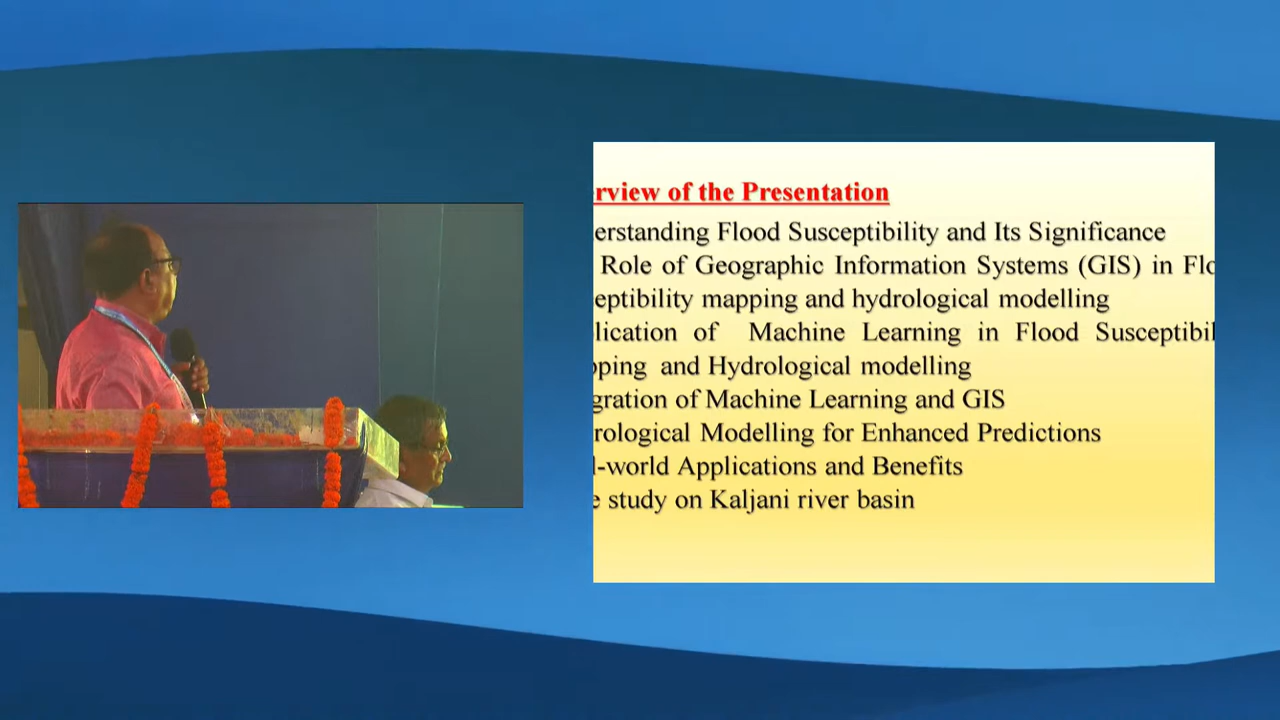 rview of the Presentation
erstanding Flood Susceptibility and Its Significance
Role of Geographic Information Systems (GIS) in Flo
eptibility mapping and hydrological modelling
lication of Machine Learning in Flood Susceptibil
pping and Hydrological modelling
gration of Machine Learning and GIS
rological Modelling for Enhanced Predictions
l-world Applications and Benefits
e study on Kaljani river basin